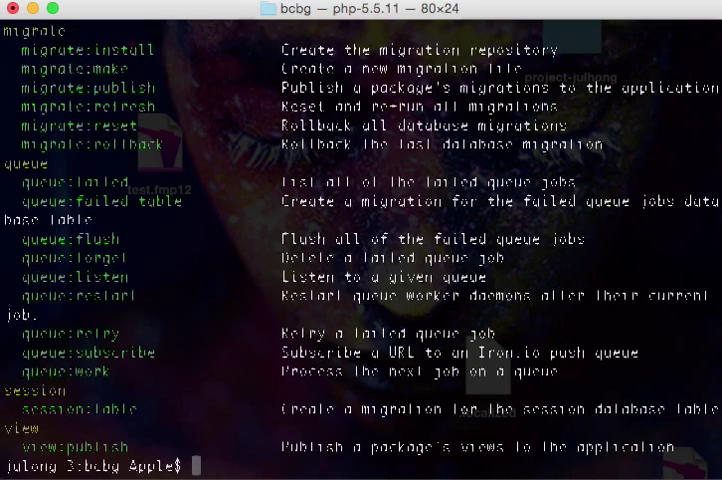 bcbg — php-5.5.11 — 80×24
migrate
migrate:install Create the migration repository
migrate:make Create a new migration file
project-julhong
migrate:publish Publish a package's migrations to the application
migrate:refresh Reset and re-run all migrations
migrate:reset Rollback all database migrations
migrate:rollback Rollback the last database migration
queue
queue:failed List all of the failed queue jobs
test.fmp12
queue:failed-table Create a migration for the failed queue jobs data
base table
queue:flush Flush all of the failed queue jobs
queue:forget Delete a failed queue job
queue:listen Listen to a given queue
queue:restart Restart queue worker daemons after their current
job.
queue:retry Retry a failed queue job
queue:subscribe Subscribe a URL to an Iron.io push queue
queue:work Process the next job on a queue
session
session:table Create a migration for the session database table
view
view:publish Publish a package's views to the application
julong-3:bcbg Apple$